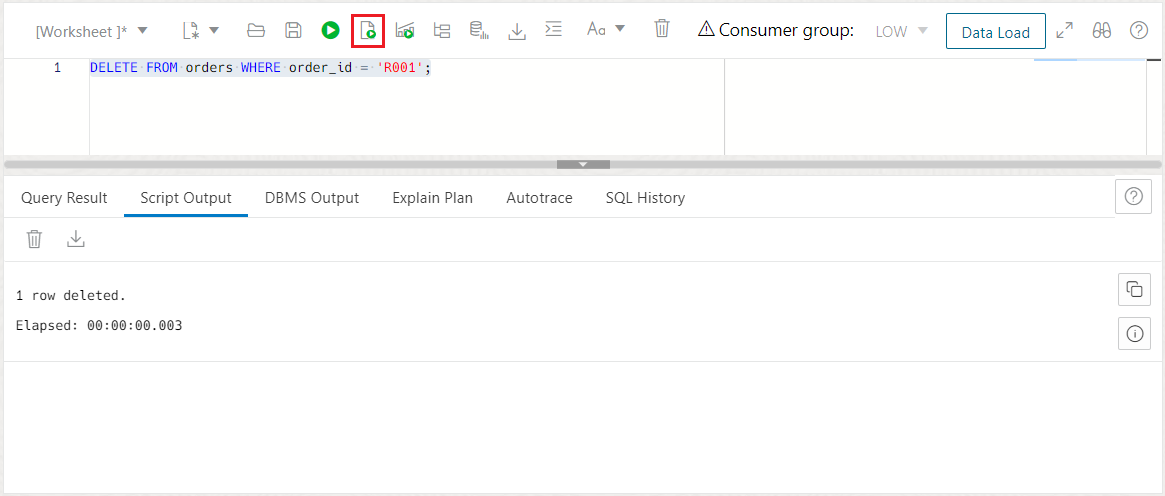 [Worksheet ]* Aa Consumer group: LOW Data Load
1 DELETE FROM orders WHERE order_id = 'R001';
Query Result Script Output DBMS Output Explain Plan Autotrace SQL History
1 row deleted.
Elapsed: 00:00:00.003